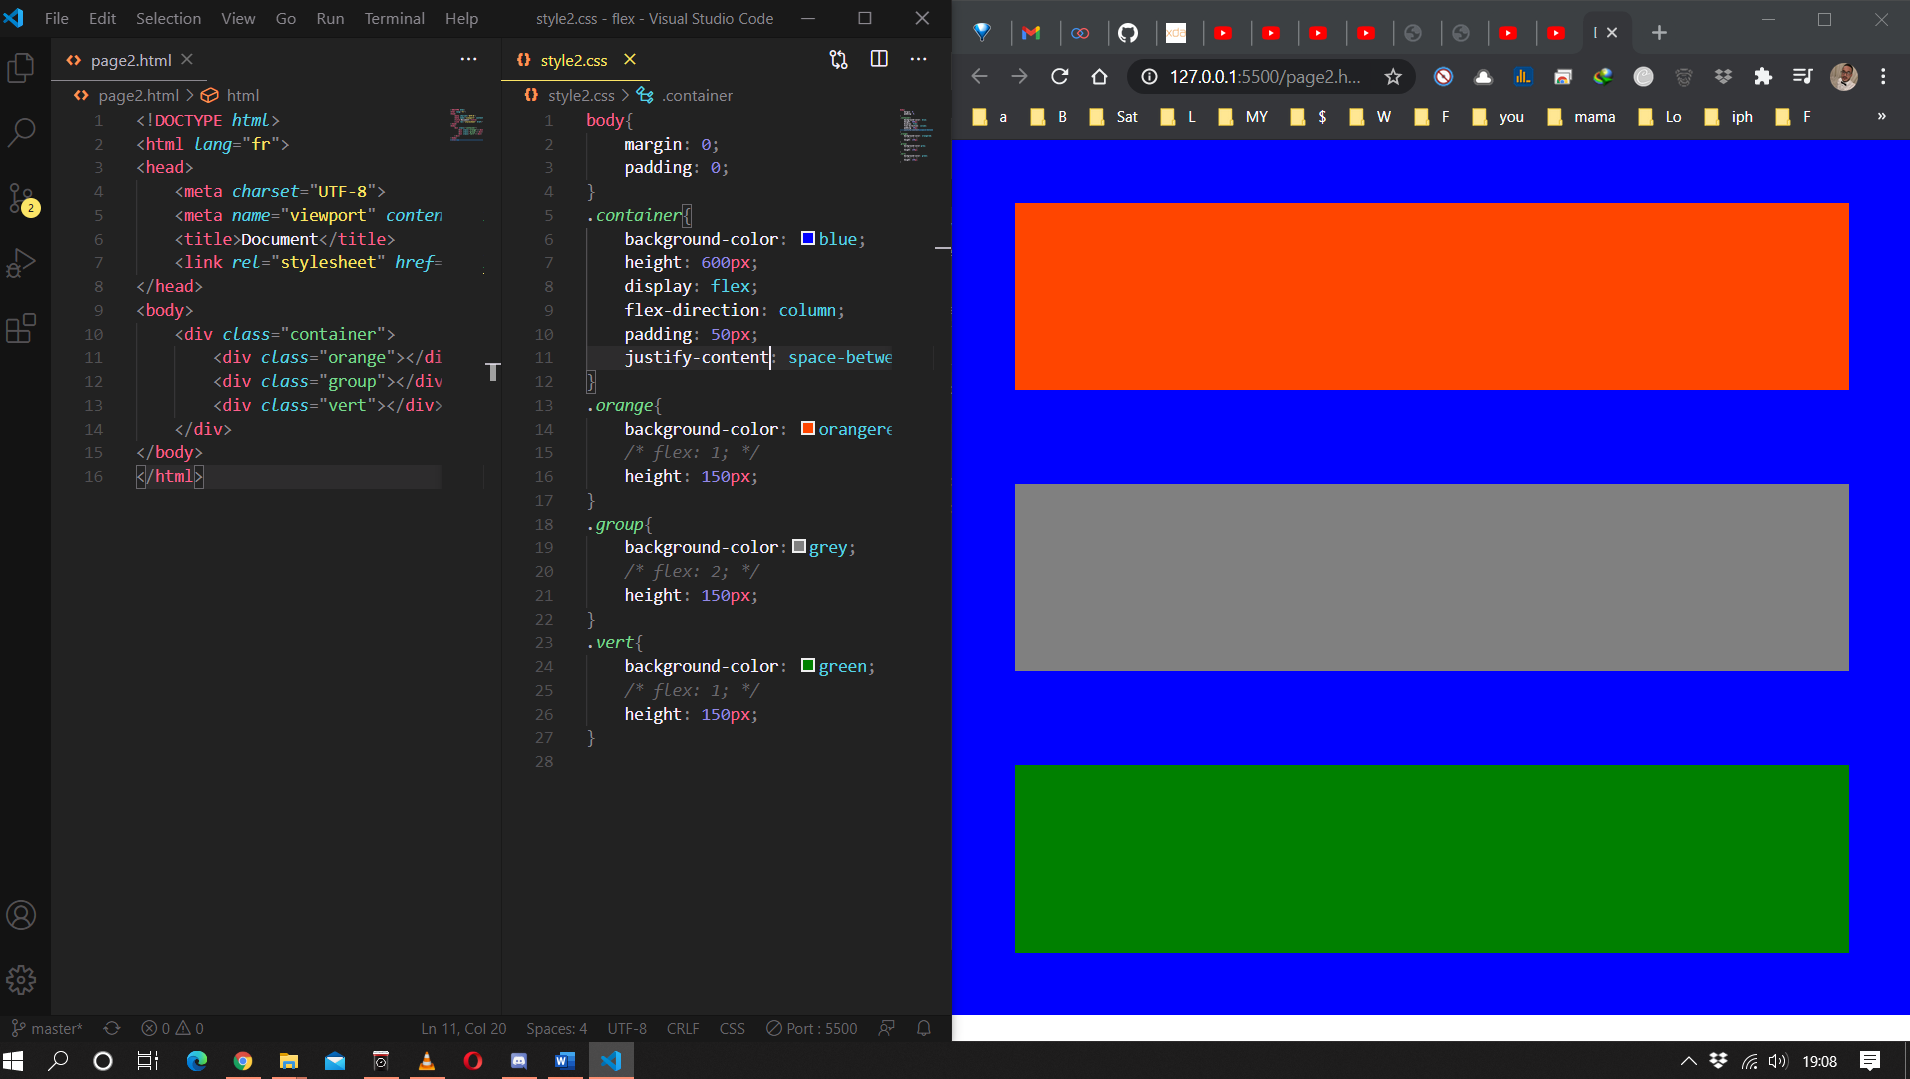 File Edit Selection View Go Run Terminal Help style2.css - flex - Visual Studio Code
page2.html
page2.html > html
1 <!DOCTYPE html>
2 <html lang="fr">
3 <head>
4 <meta charset="UTF-8">
5 <meta name="viewport" conten
6 <title>Document</title>
7 <link rel="stylesheet" href=
8 </head>
9 <body>
10 <div class="container">
11 <div class="orange"></di
12 <div class="group"></div
13 <div class="vert"></div>
14 </div>
15 </body>
16 </html>
style2.css
style2.css > .container
1 body{
2 margin: 0;
3 padding: 0;
4 }
5 .container{
6 background-color: blue;
7 height: 600px;
8 display: flex;
9 flex-direction: column;
10 padding: 50px;
11 justify-content: space-betwe
12 }
13 .orange{
14 background-color: orangere
15 /* flex: 1; */
16 height: 150px;
17 }
18 .group{
19 background-color: grey;
20 /* flex: 2; */
21 height: 150px;
22 }
23 .vert{
24 background-color: green;
25 /* flex: 1; */
26 height: 150px;
27 }
28
2
master* 0 0 Ln 11, Col 20 Spaces: 4 UTF-8 CRLF CSS Port : 5500
xda
127.0.0.1:5500/page2.h...
a B Sat L MY $ W F you mama Lo iph F »
19:08